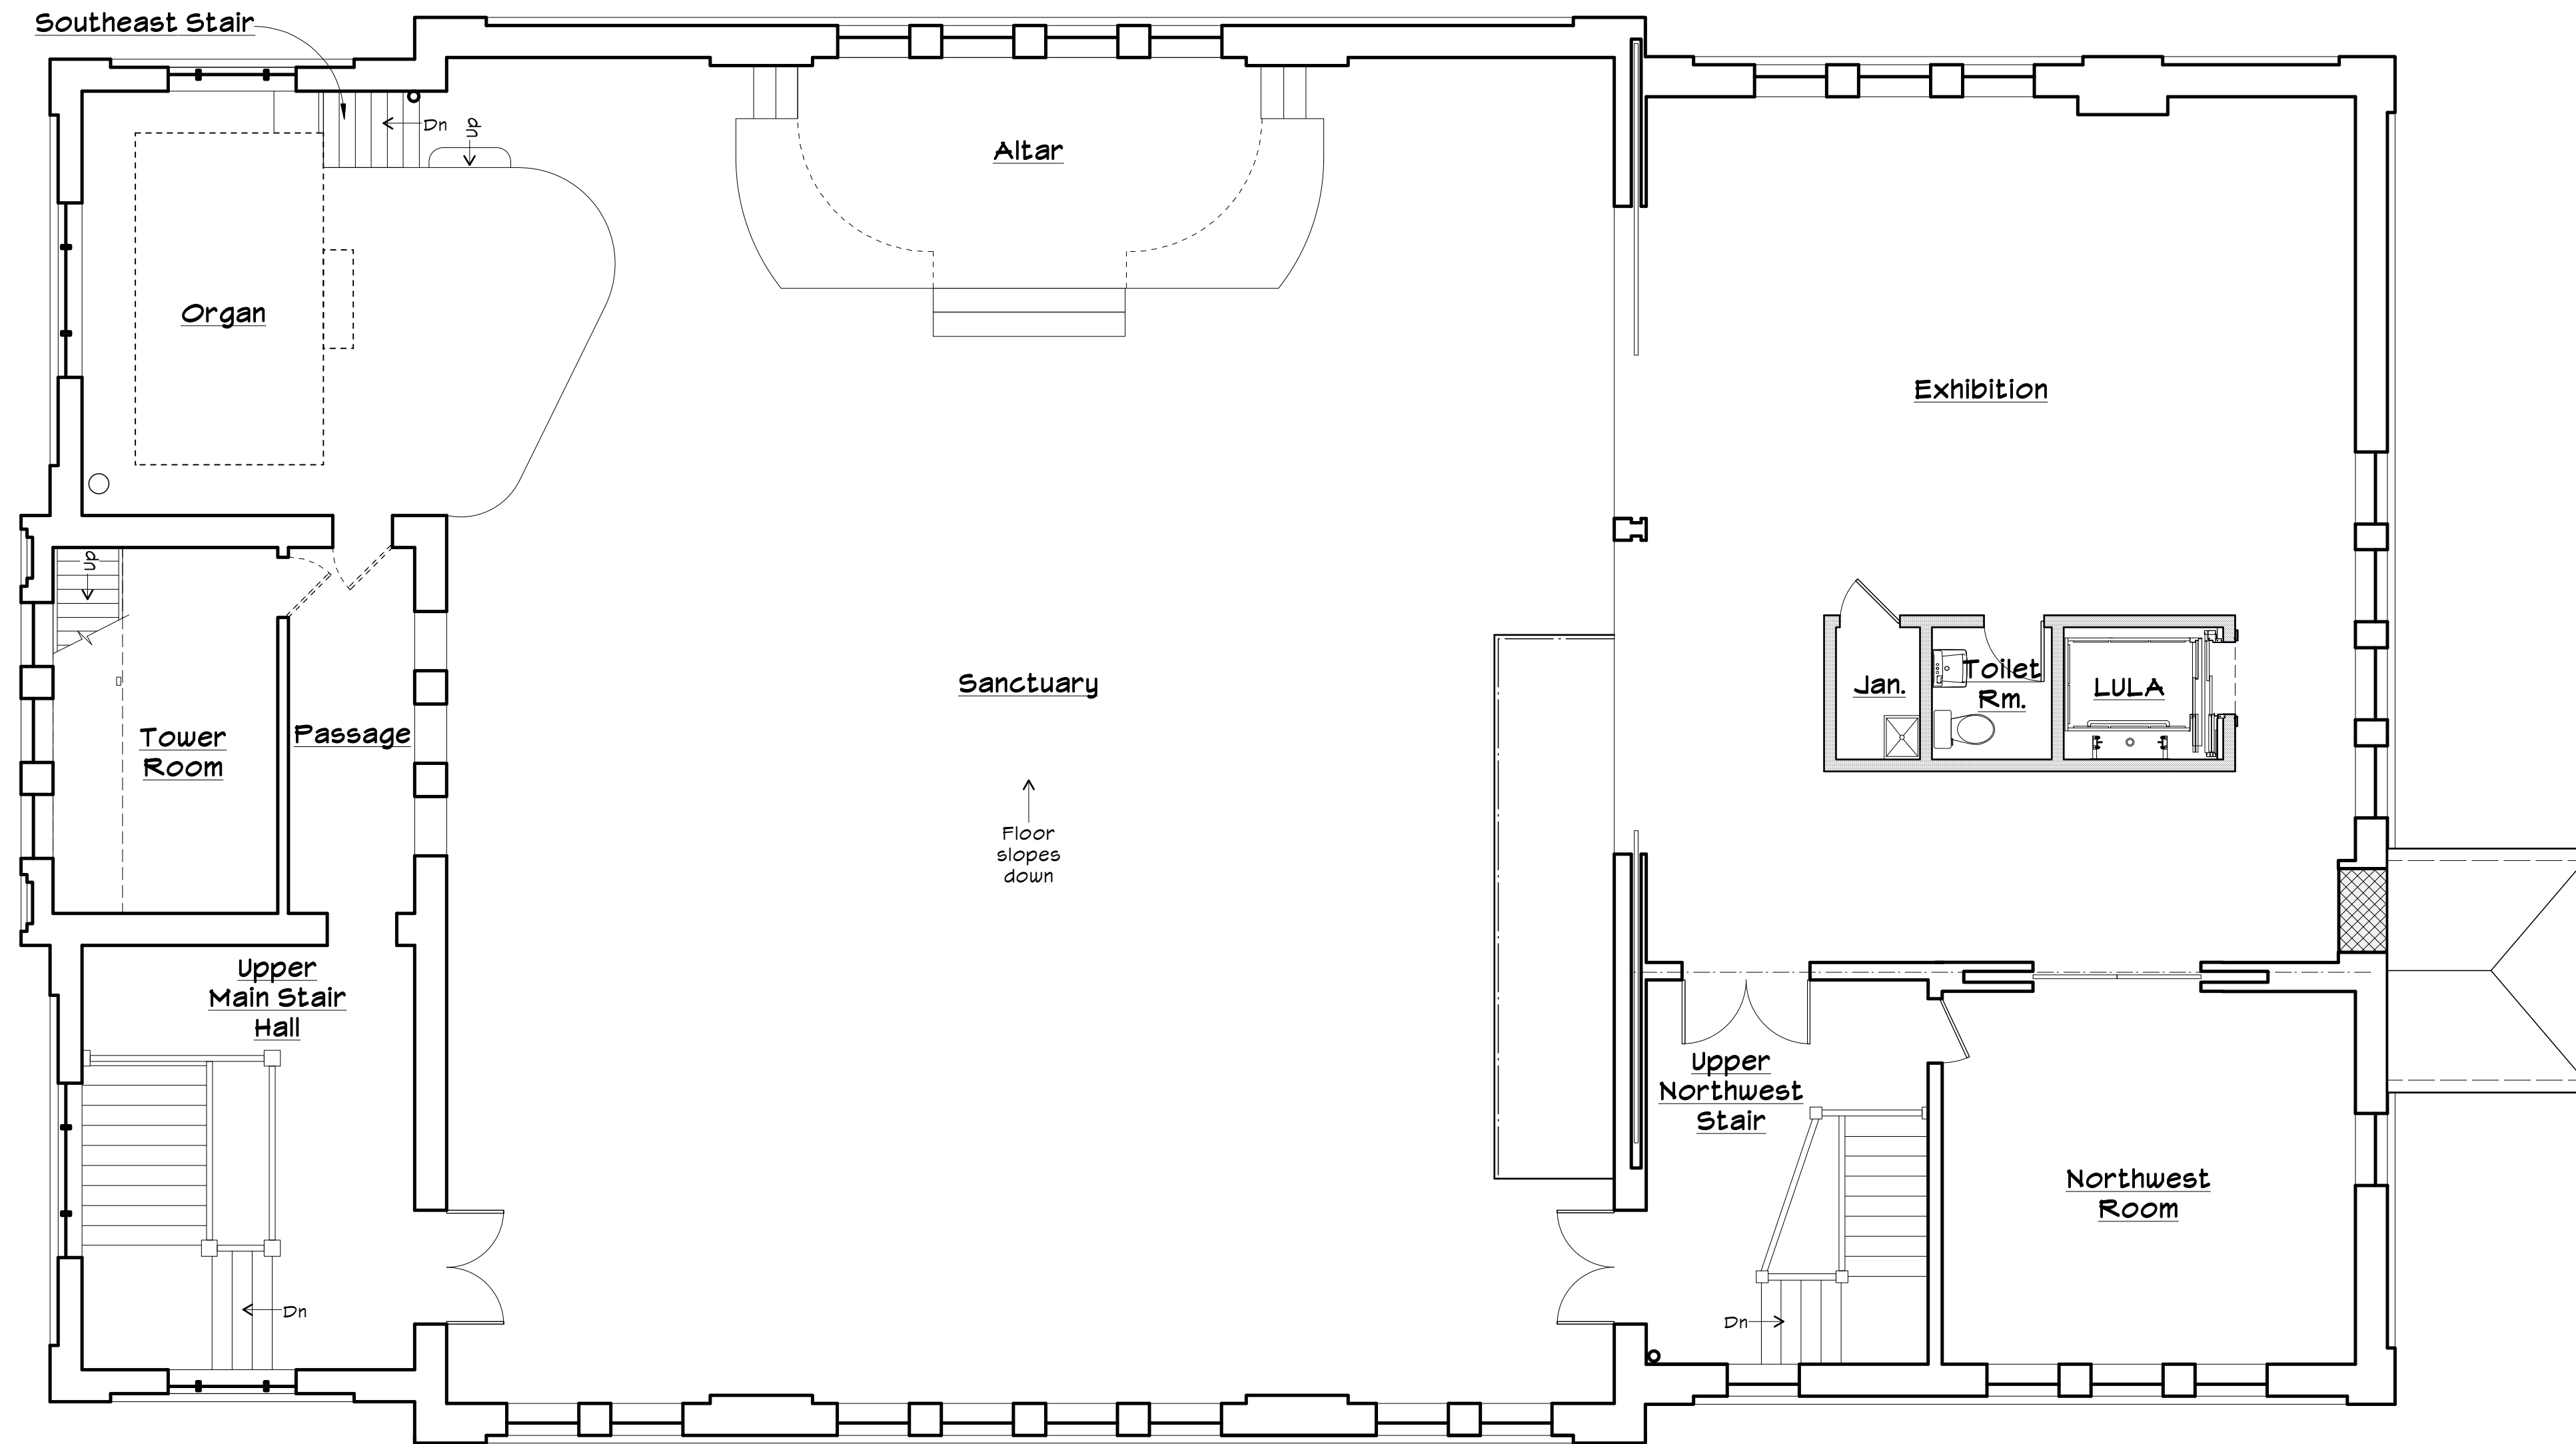 Southeast Stair
Dn
Up
Altar
Organ
Exhibition
Up
Sanctuary
Jan.
Toilet
Rm.
LULA
Tower
Room
Passage
Floor
slopes
down
Upper
Main Stair
Hall
Dn
Upper
Northwest
Stair
Dn
Northwest
Room